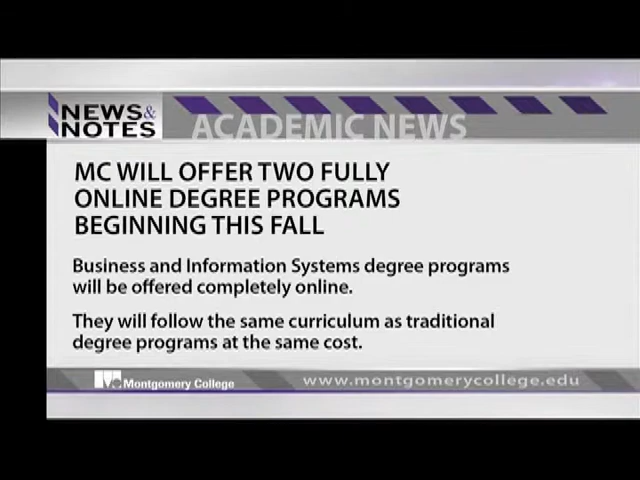 NEWS&
NOTES
ACADEMIC NEWS
MC WILL OFFER TWO FULLY
ONLINE DEGREE PROGRAMS
BEGINNING THIS FALL
Business and Information Systems degree programs
will be offered completely online.
They will follow the same curriculum as traditional
degree programs at the same cost.
Montgomery College
www.montgomerycollege.edu